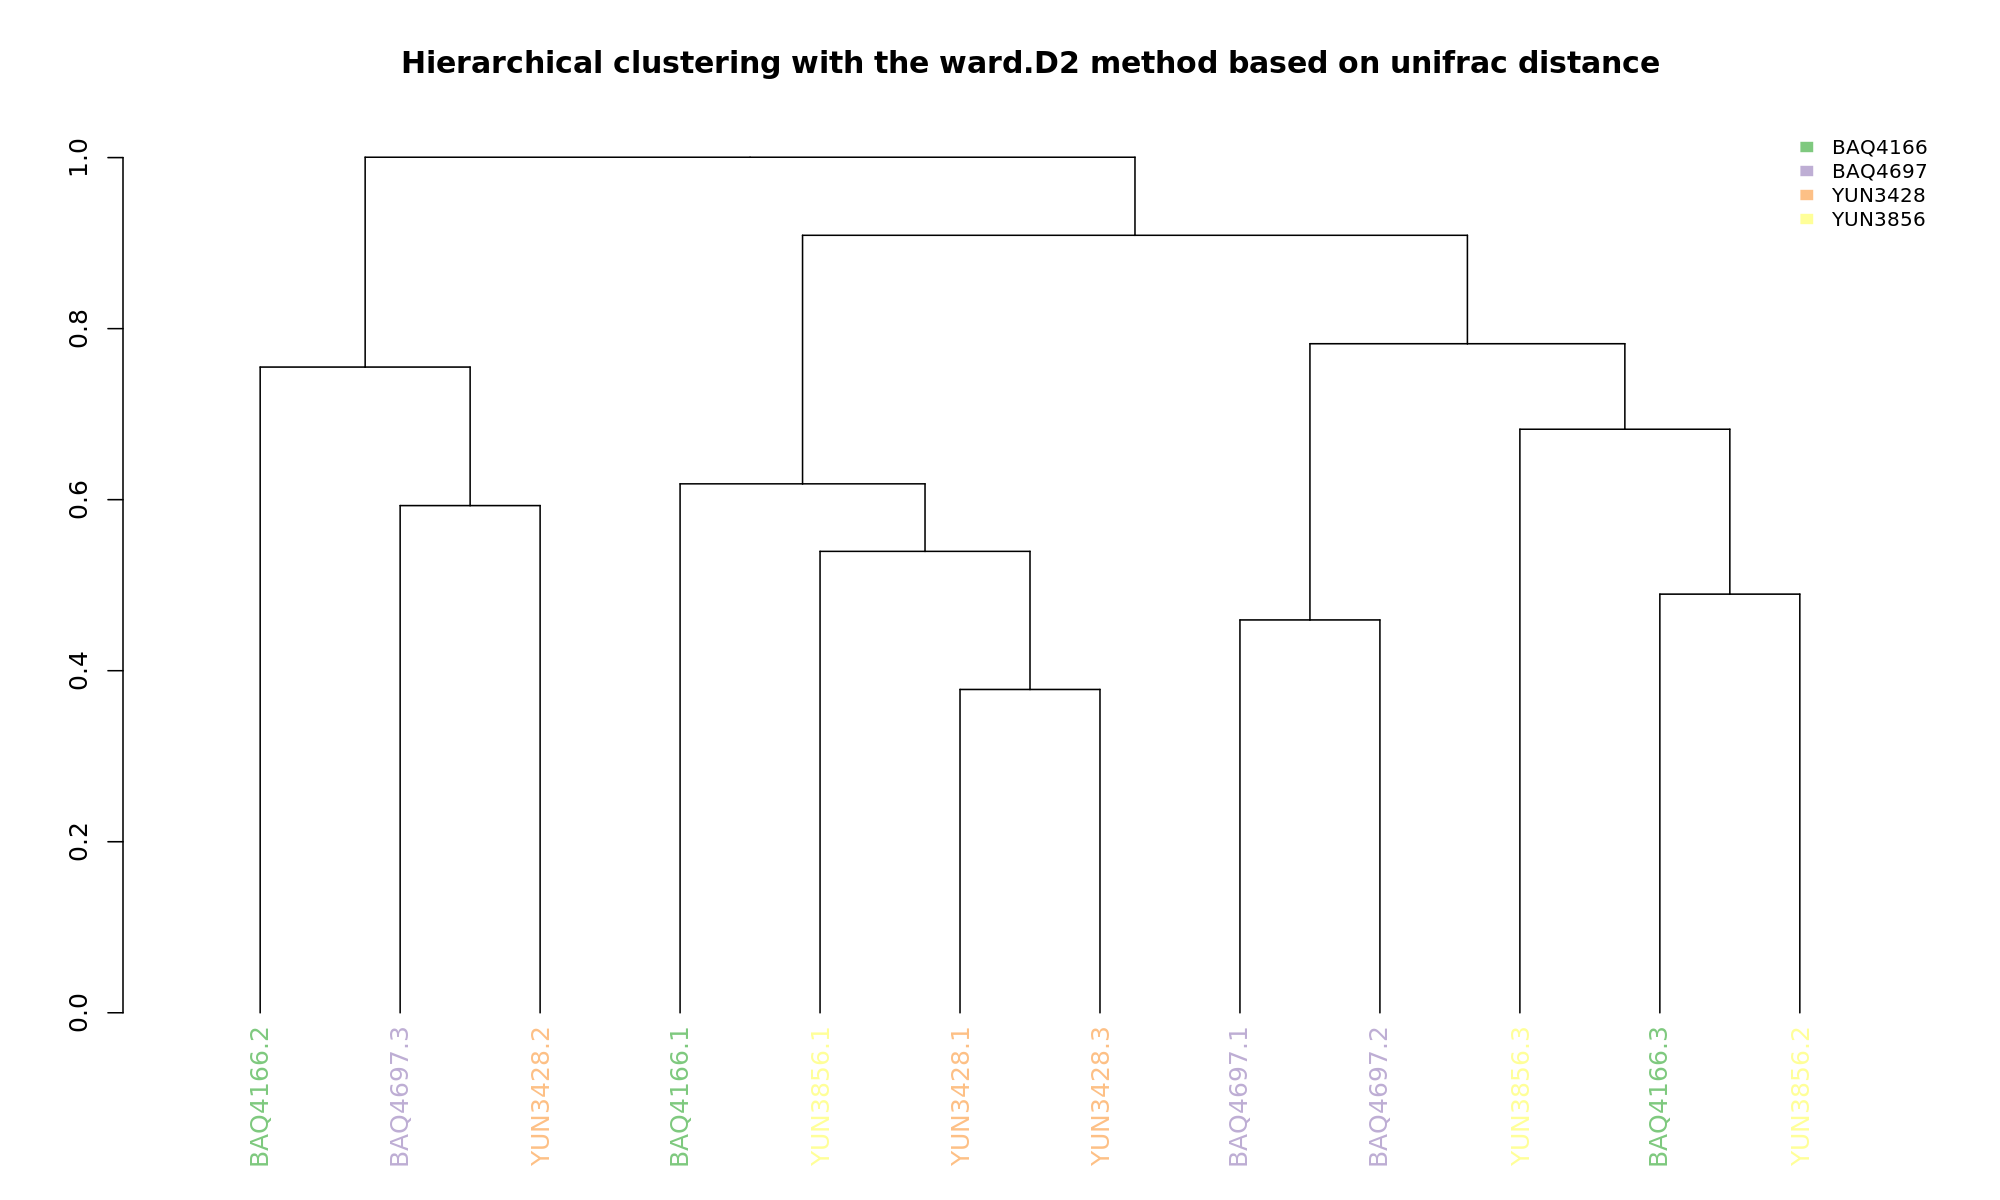 Hierarchical clustering with the ward.D2 method based on unifrac distance
BAQ4166
BAQ4697
YUN3428
YUN3856
1.0
0.8
0.6
0.4
0.2
0.0
BAQ4166.2
BAQ4697.3
YUN3428.2
BAQ4166.1
YUN3856.1
YUN3428.1
YUN3428.3
BAQ4697.1
BAQ4697.2
YUN3856.3
BAQ4166.3
YUN3856.2